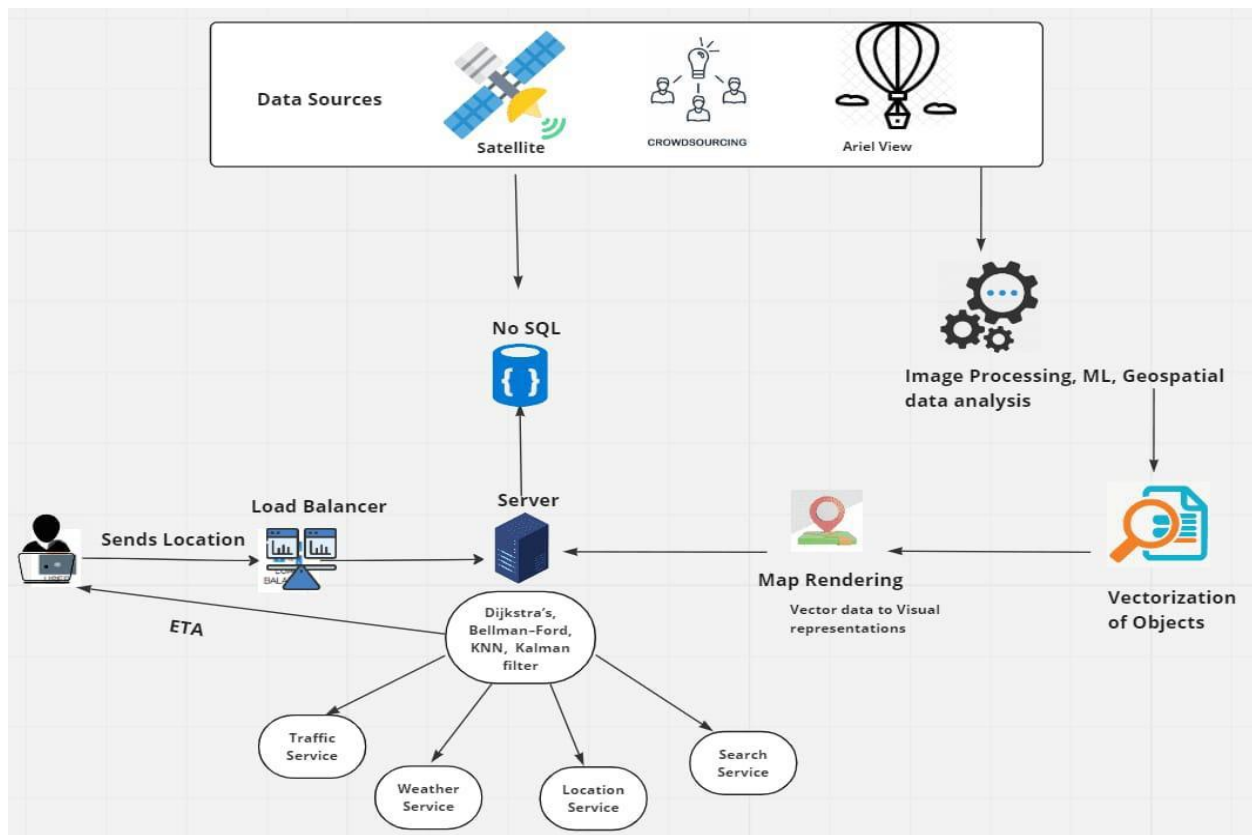 Data Sources
Satellite
CROWDSOURCING
Ariel View
No SQL
Image Processing, ML, Geospatial
data analysis
Load Balancer
Server
Sends Location
Map Rendering
Vector data to Visual
representations
Vectorization
of Objects
ETA
Dijkstra's,
Bellman–Ford,
KNN, Kalman
filter
Traffic
Service
Weather
Service
Location
Service
Search
Service